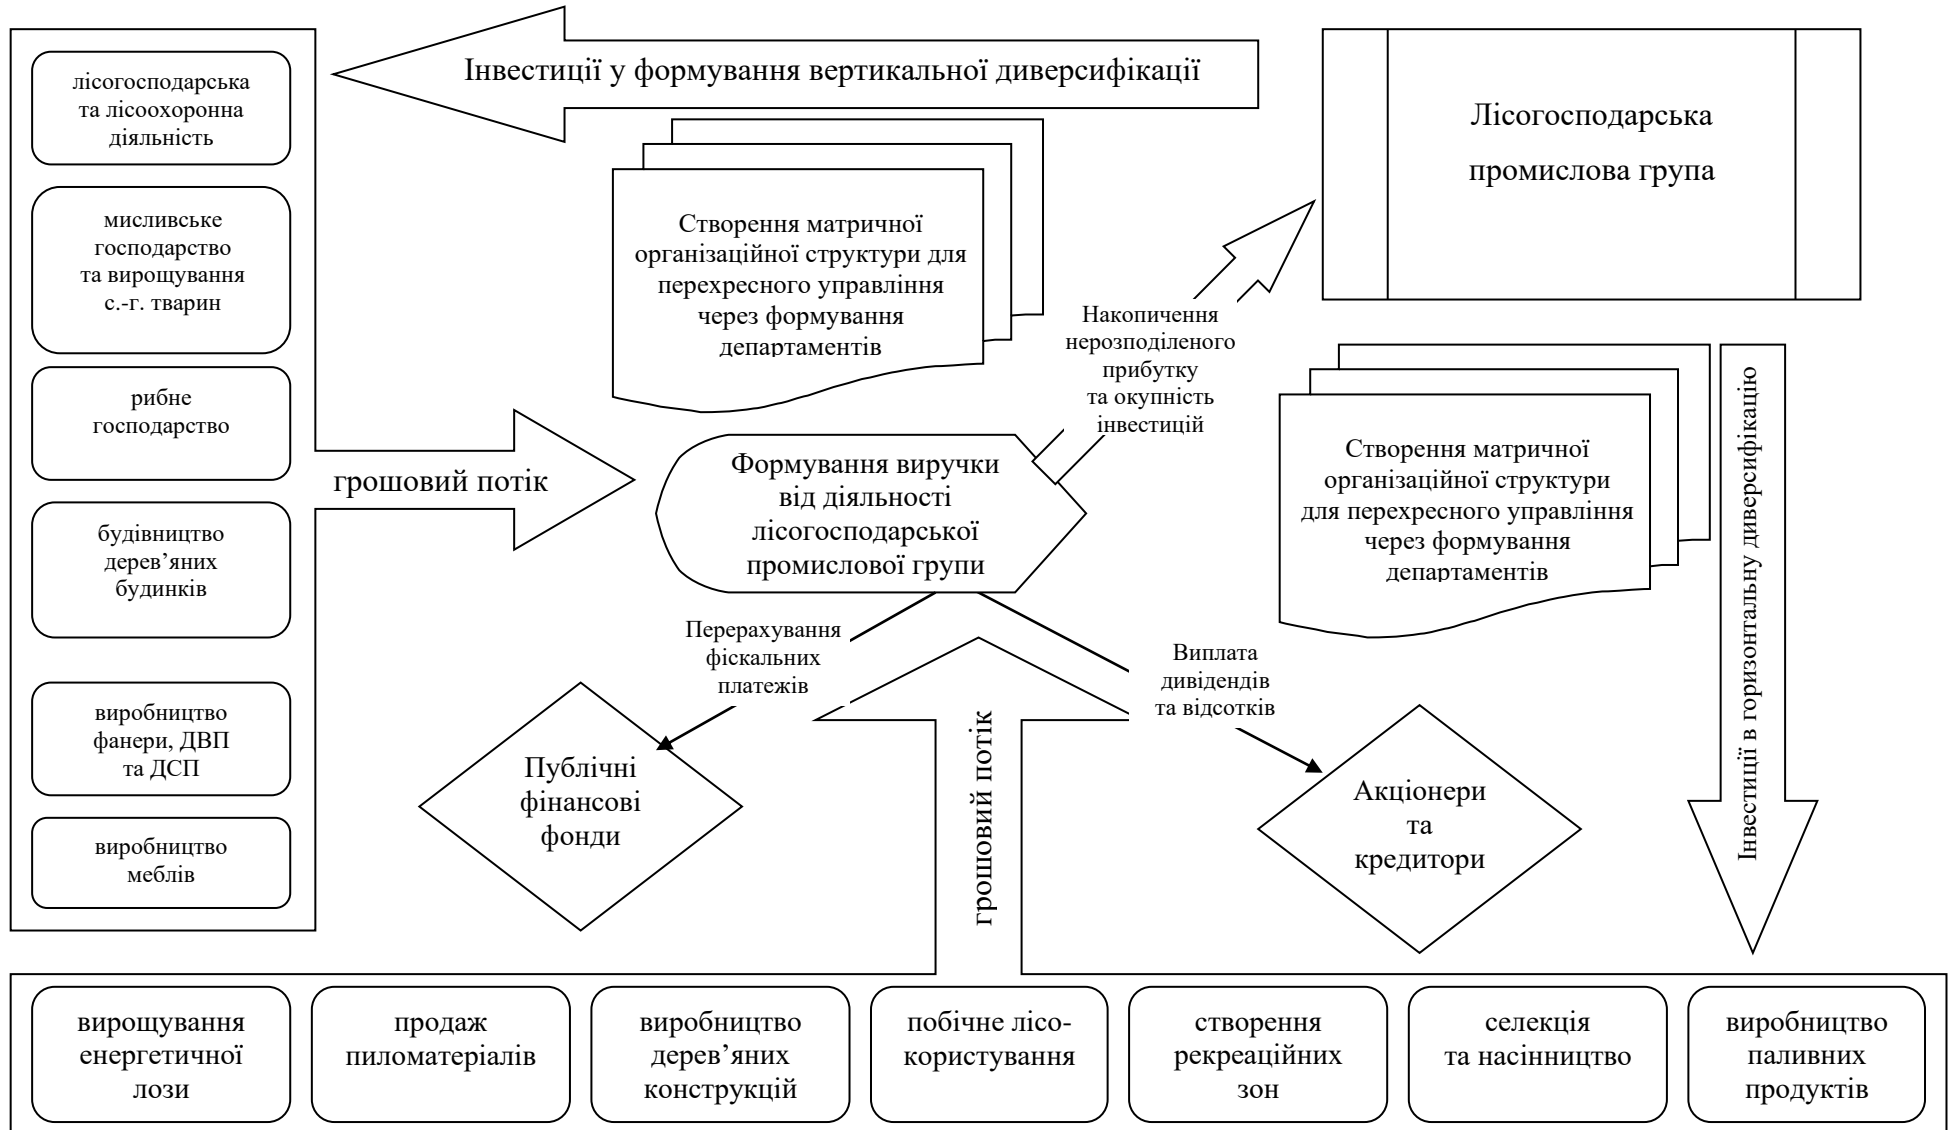 Інвестиції у формування вертикальної диверсифікації
Лісогосподарська
промислова група
лісогосподарська
та лісоохоронна
діяльність
мисливське
господарство
та вирощування
с.-г. тварин
рибне
господарство
будівництво
дерев’яних
будинків
виробництво
фанери, ДВП
та ДСП
виробництво
меблів
Створення матричної
організаційної структури для
перехресного управління
через формування
департаментів
Накопичення
нерозподіленого
прибутку
та окупність
інвестицій
грошовий потік
Формування виручки
від діяльності
лісогосподарської
промислової групи
Створення матричної
організаційної структури
для перехресного управління
через формування
департаментів
Інвестиції в горизонтальну диверсифікацію
Перерахування
фіскальних
платежів
Виплата
дивідендів
та відсотків
Публічні
фінансові
фонди
грошовий потік
Акціонери
та
кредитори
вирощування
енергетичної
лози
продаж
пиломатеріалів
виробництво
дерев’яних
конструкцій
побічне лісо-
користування
створення
рекреаційних
зон
селекція
та насінництво
виробництво
паливних
продуктів